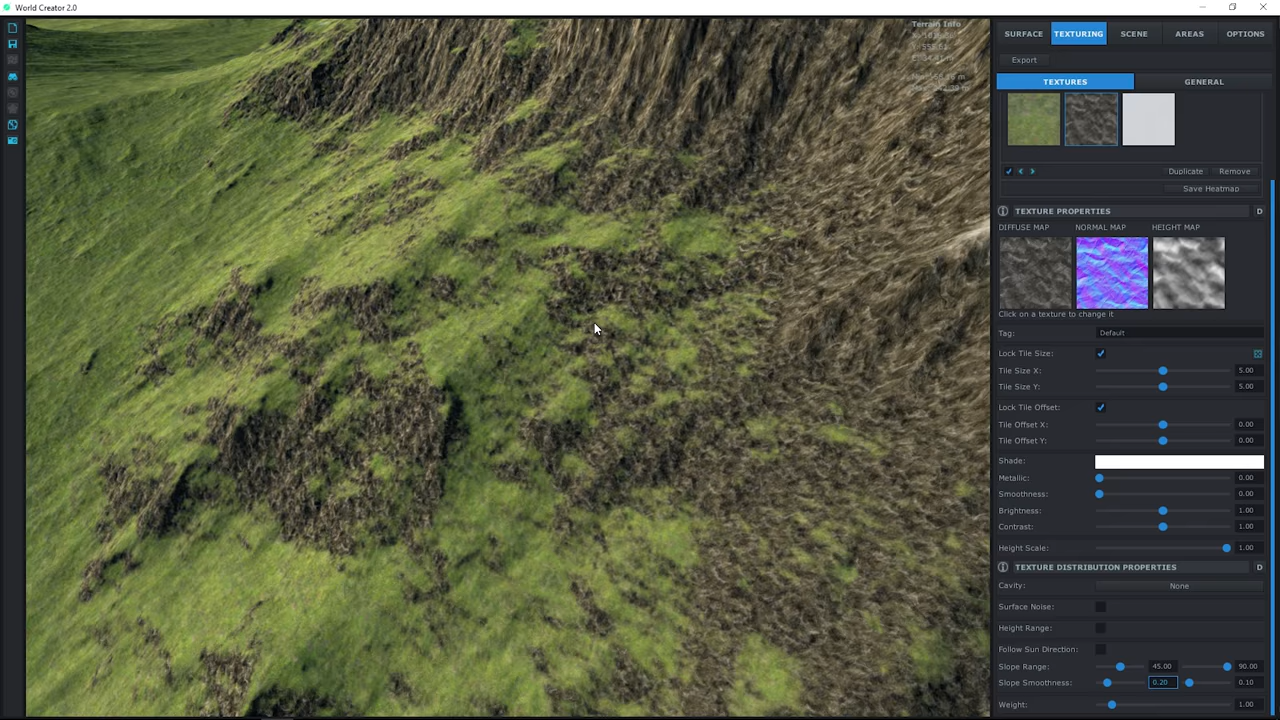 World Creator 2.0
Terrain Info
SURFACE
TEXTURING
SCENE
AREAS
OPTIONS
Export
TEXTURES
GENERAL
Duplicate
Remove
Save Heatmap
TEXTURE PROPERTIES
D
DIFFUSE MAP
NORMAL MAP
HEIGHT MAP
Click on a texture to change it
Tag:
Default
Lock Tile Size:
Tile Size X:
5.00
Tile Size Y:
5.00
Lock Tile Offset:
Tile Offset X:
0.00
Tile Offset Y:
0.00
Shade:
Metallic:
0.00
Smoothness:
0.00
Brightness:
1.00
Contrast:
1.00
Height Scale:
1.00
TEXTURE DISTRIBUTION PROPERTIES
D
Cavity:
None
Surface Noise:
Height Range:
Follow Sun Direction:
Slope Range:
45.00
90.00
Slope Smoothness:
0.20
0.10
Weight:
1.00